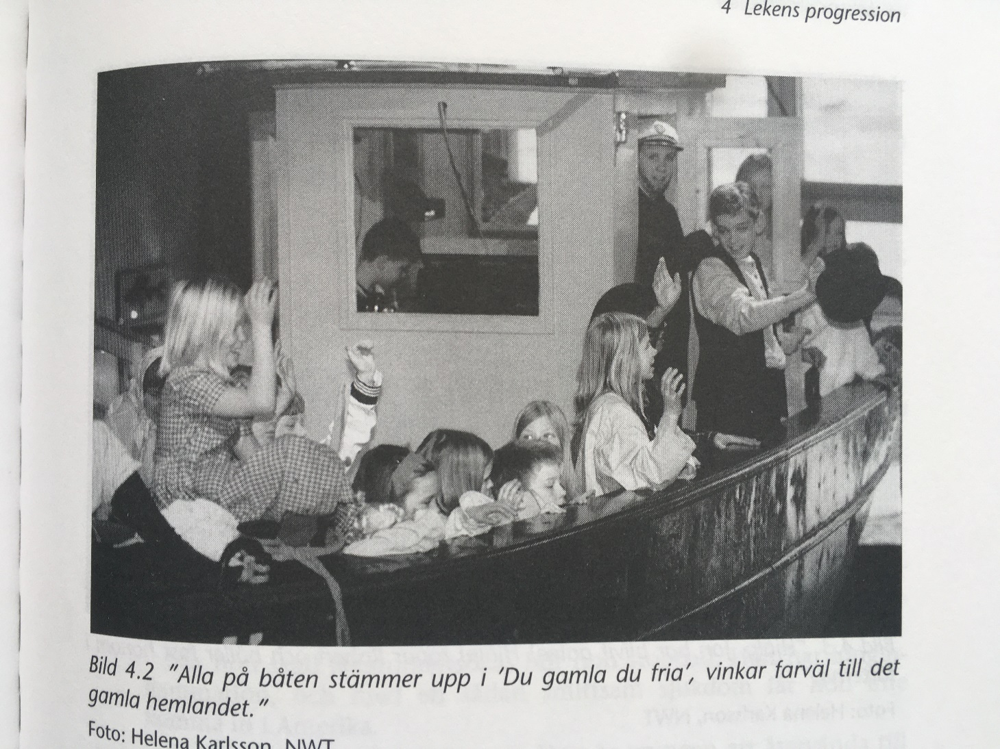 4 Lekens progression
Bild 4.2 ”Alla på båten stämmer upp i ’Du gamla du fria’, vinkar farväl till det
gamla hemlandet.”
Foto: Helena Karlsson, NWT